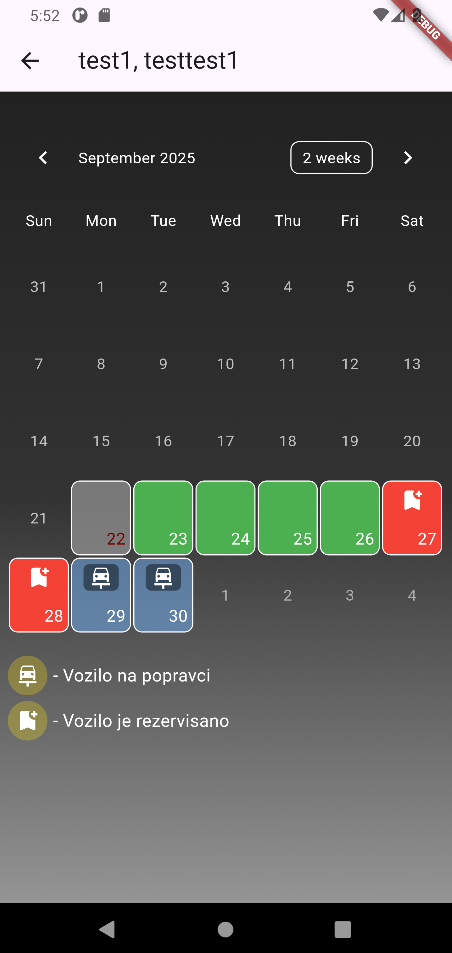 5:52
DEBUG
test1, testtest1
September 2025
2 weeks
Sun Mon Tue Wed Thu Fri Sat
31 1 2 3 4 5 6
7 8 9 10 11 12 13
14 15 16 17 18 19 20
21 22 23 24 25 26 27
28 29 30 1 2 3 4
- Vozilo na popravci
- Vozilo je rezervisano